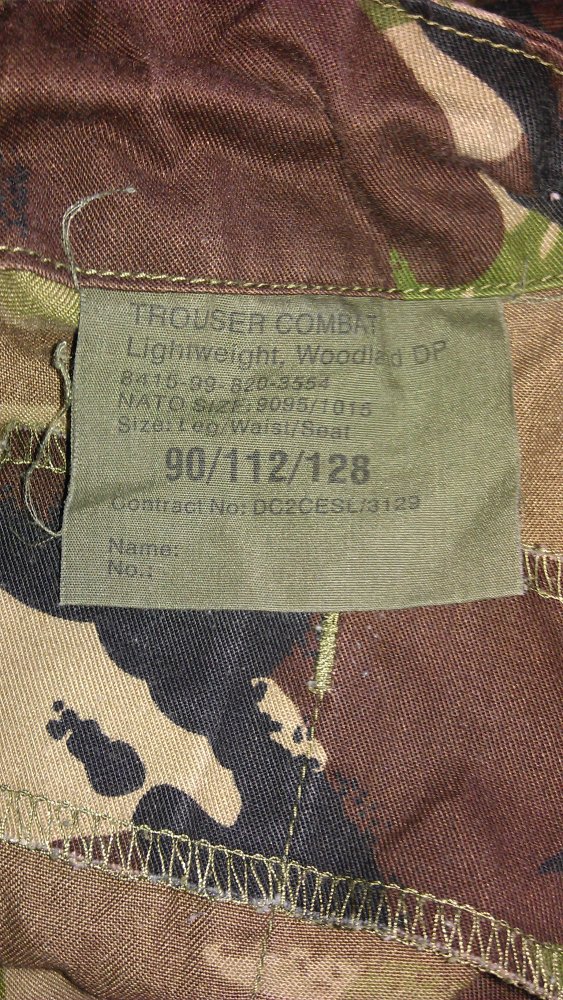 TROUSER COMBAT
Lightweight, Woodland DP
8415-99-820-3554
NATO SIZE: 9095/1015
Size: Leg/Waist/Seat
90/112/128
Contract No: DC2CESL/3129
Name:
No.: